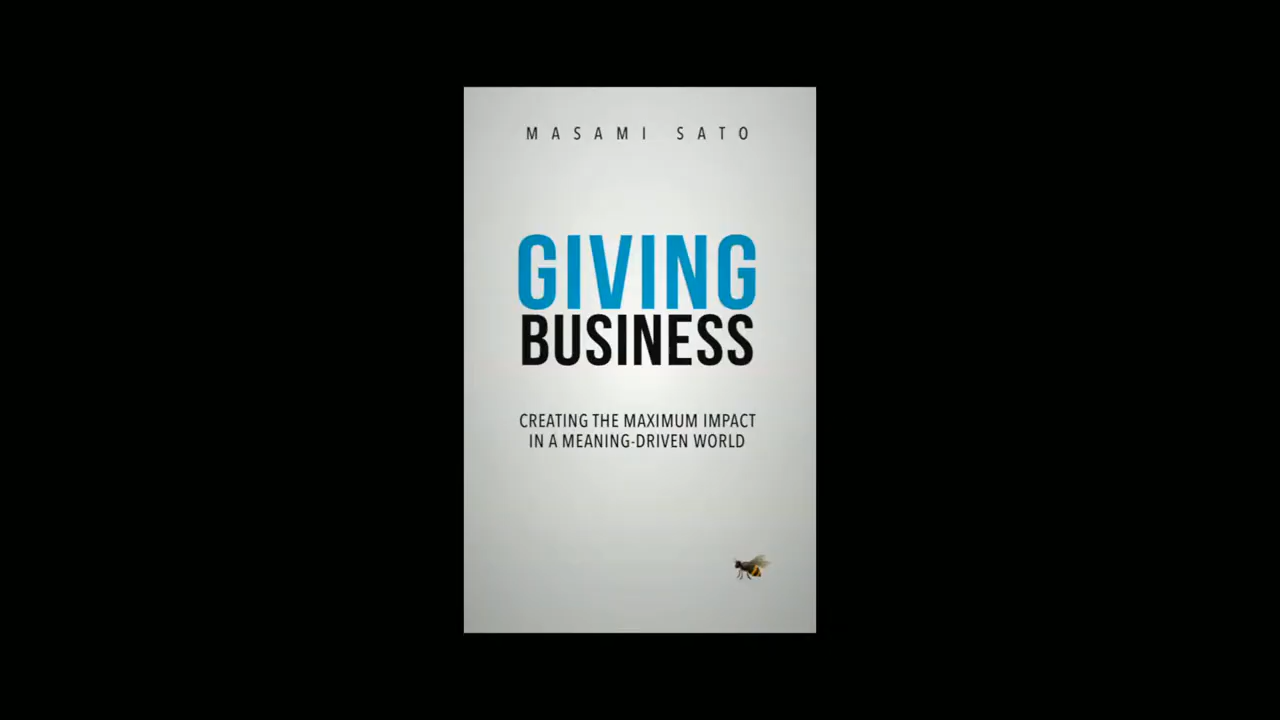 MASAMI SATO
GIVING
BUSINESS
CREATING THE MAXIMUM IMPACT
IN A MEANING-DRIVEN WORLD